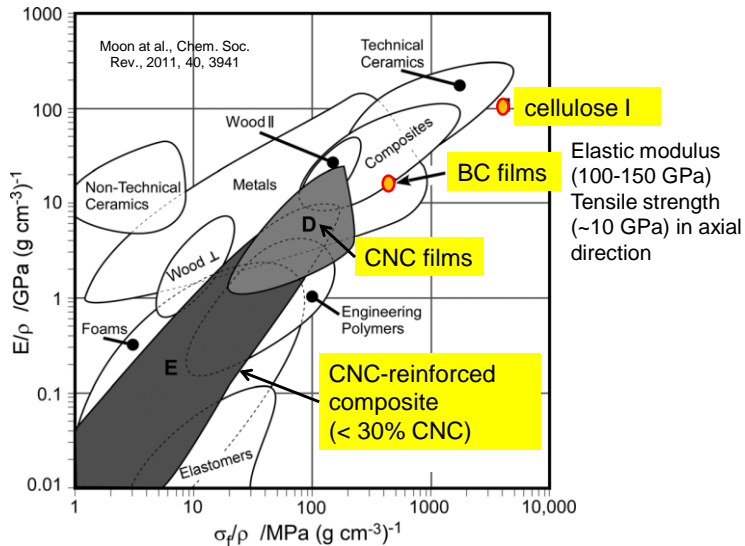 1000
100
10
1
0.1
0.01
E/ρ /GPa (g cm-3)-1
Moon at al., Chem. Soc.
Rev., 2011, 40, 3941
Technical
Ceramics
cellulose I
Wood ǁ
Composites
BC films
Elastic modulus
(100-150 GPa)
Tensile strength
(~10 GPa) in axial
direction
Non-Technical
Ceramics
Metals
D
CNC films
Wood ⊥
Foams
Engineering
Polymers
E
CNC-reinforced
composite
(< 30% CNC)
Elastomers
1
10
100
1000
10,000
σf/ρ /MPa (g cm-3)-1